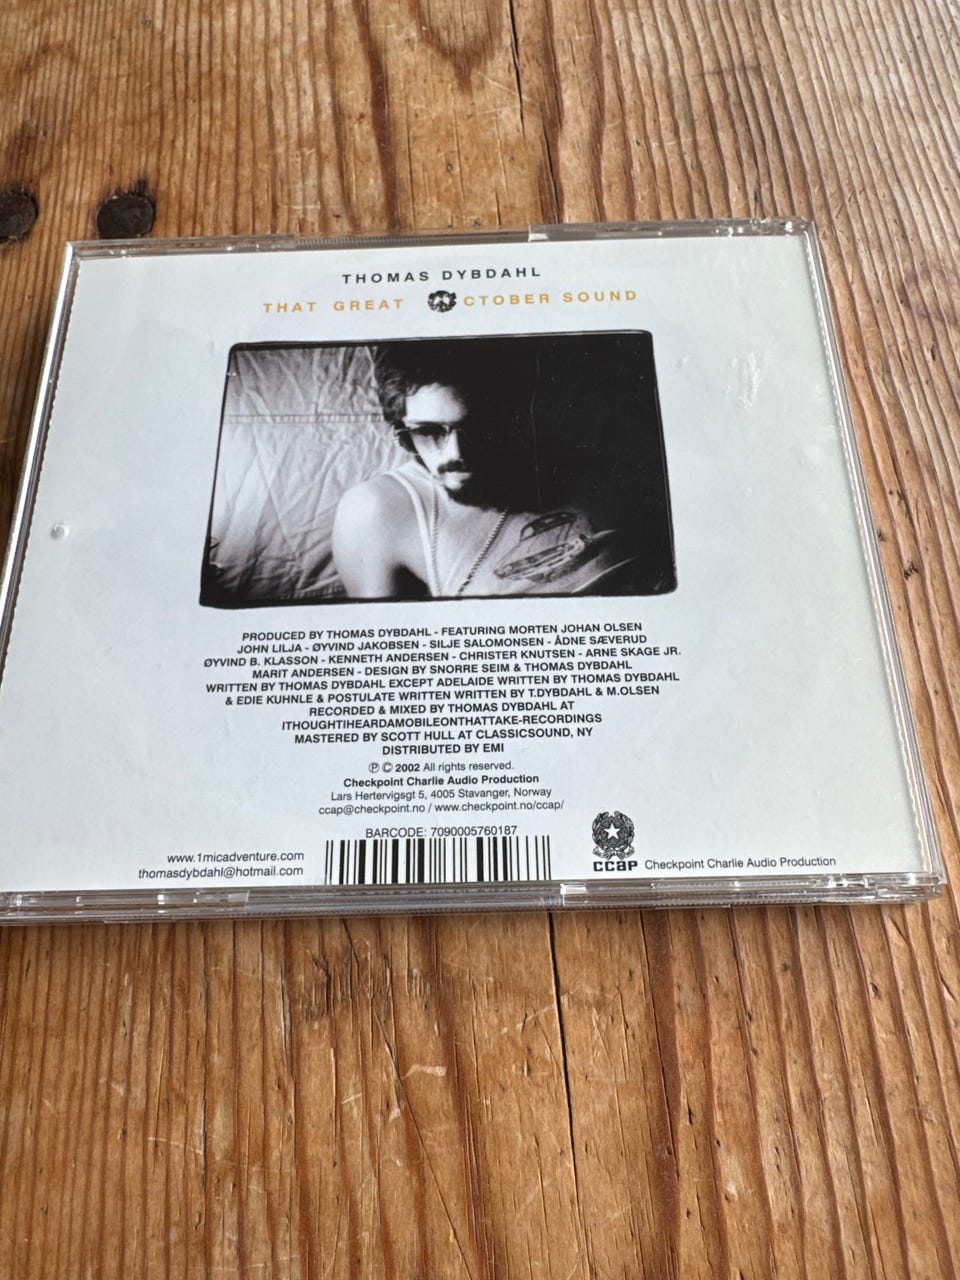 THOMAS DYBDAHL
THAT GREAT OCTOBER SOUND
PRODUCED BY THOMAS DYBDAHL - FEATURING MORTEN JOHAN OLSEN
JOHN LILJA - ØYVIND JAKOBSEN - SILJE SALOMONSEN - ÅDNE SÆVERUD
ØYVIND B. KLASSON - KENNETH ANDERSEN - CHRISTER KNUTSEN - ARNE SKAGE JR.
MARIT ANDERSEN - DESIGN BY SNORRE SEIM & THOMAS DYBDAHL
WRITTEN BY THOMAS DYBDAHL EXCEPT ADELAIDE WRITTEN BY THOMAS DYBDAHL
& EDIE KUHNLE & POSTULATE WRITTEN WRITTEN BY T.DYBDAHL & M.OLSEN
RECORDED & MIXED BY THOMAS DYBDAHL AT
ITHOUGHTIHEARDAMOBILEONTHATTAKE-RECORDINGS
MASTERED BY SCOTT HULL AT CLASSICSOUND, NY
DISTRIBUTED BY EMI
℗ © 2002 All rights reserved.
Checkpoint Charlie Audio Production
Lars Hertervigsgt 5, 4005 Stavanger, Norway
ccap@checkpoint.no / www.checkpoint.no/ccap/
BARCODE: 7090005760187
www.1micadventure.com
thomasdybdahl@hotmail.com
ccap Checkpoint Charlie Audio Production